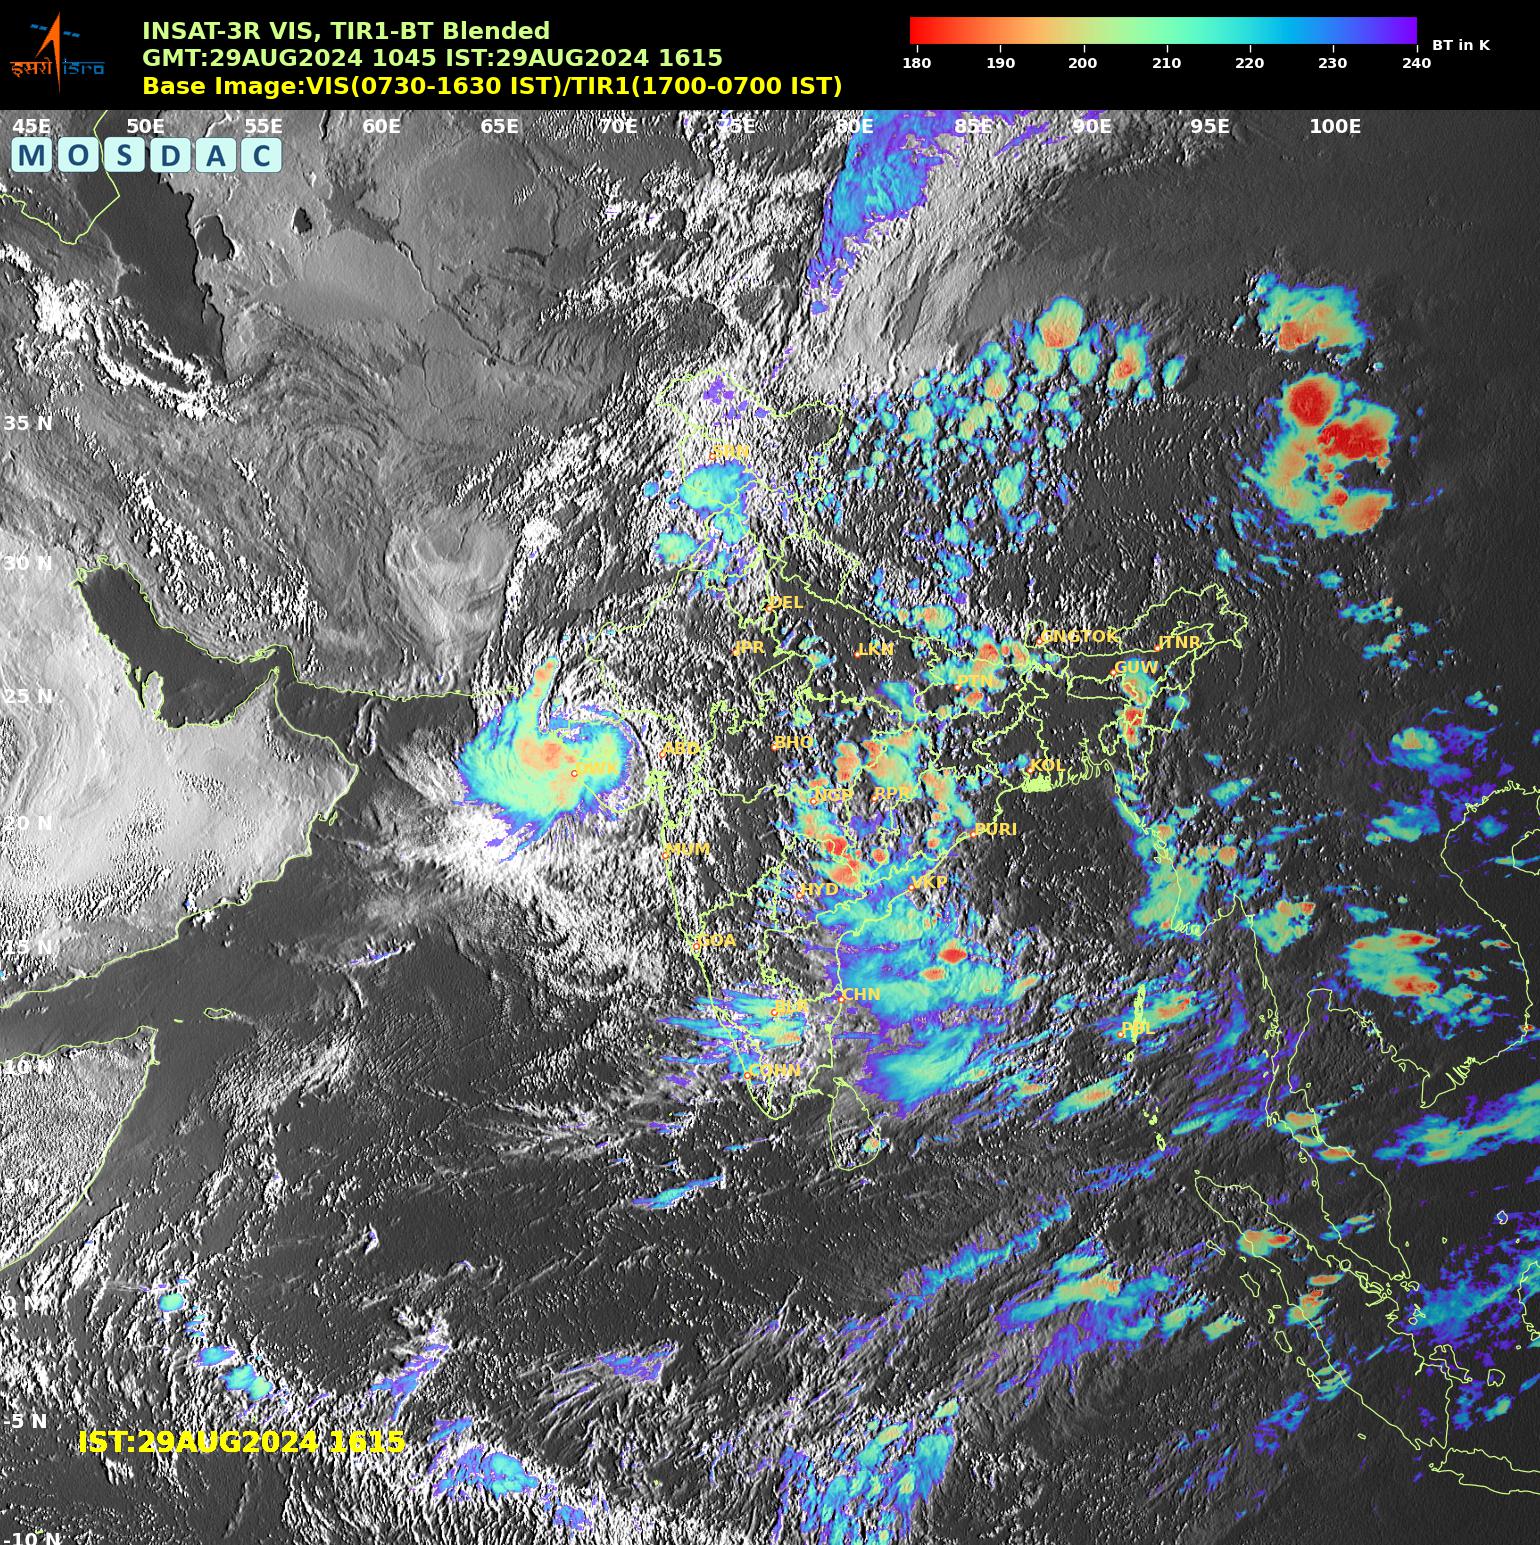 इसरो isro
INSAT-3R VIS, TIR1-BT Blended
GMT:29AUG2024 1045 IST:29AUG2024 1615
Base Image:VIS(0730-1630 IST)/TIR1(1700-0700 IST)
BT in K
180 190 200 210 220 230 240
45E 50E 55E 60E 65E 70E 75E 80E 85E 90E 95E 100E
M O S D A C
35 N
SRN
30 N
DEL
GNGTOK
JPR
LKN
ITNR
GUW
PTN
25 N
ABD
BHO
KOL
DWK
NGP
RPR
20 N
PURI
MUM
HYD
VKP
15 N
GOA
CHN
BLR
PBL
10 N
COHN
5 N
0 N
-5 N
IST:29AUG2024 1615
-10 N